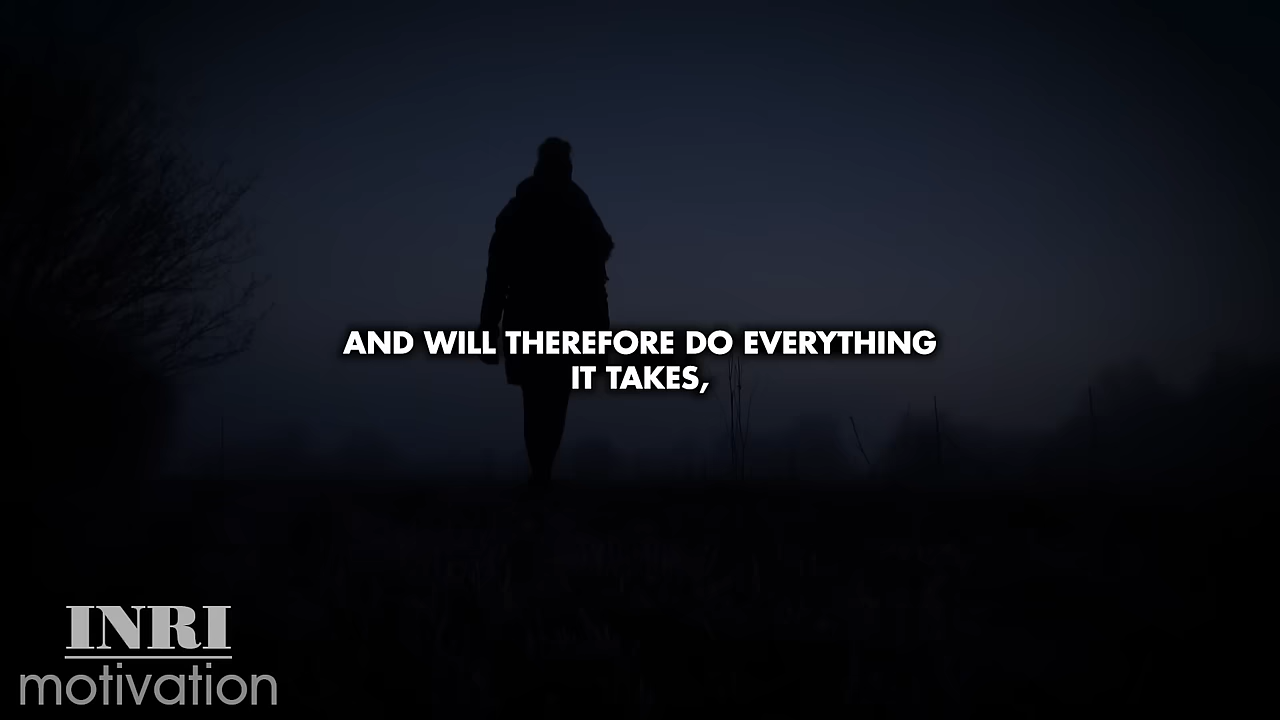 AND WILL THEREFORE DO EVERYTHING
IT TAKES,
INRI
motivation